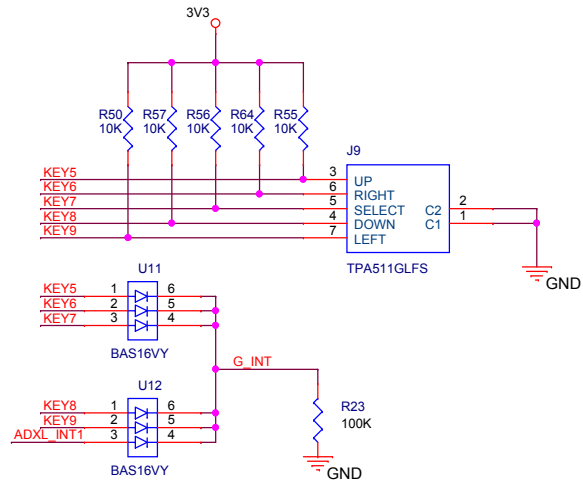 3V3
R50 R57 R56 R64 R55
10K 10K 10K 10K 10K
J9
KEY5 3 UP
KEY6 6 RIGHT
KEY7 5 SELECT C2 2
KEY8 4 DOWN C1 1
KEY9 7 LEFT
TPA511GLFS
GND
U11
KEY5 1 6
KEY6 2 5
KEY7 3 4
BAS16VY
G_INT
U12
KEY8 1 6
KEY9 2 5
ADXL_INT1 3 4
BAS16VY
R23
100K
GND